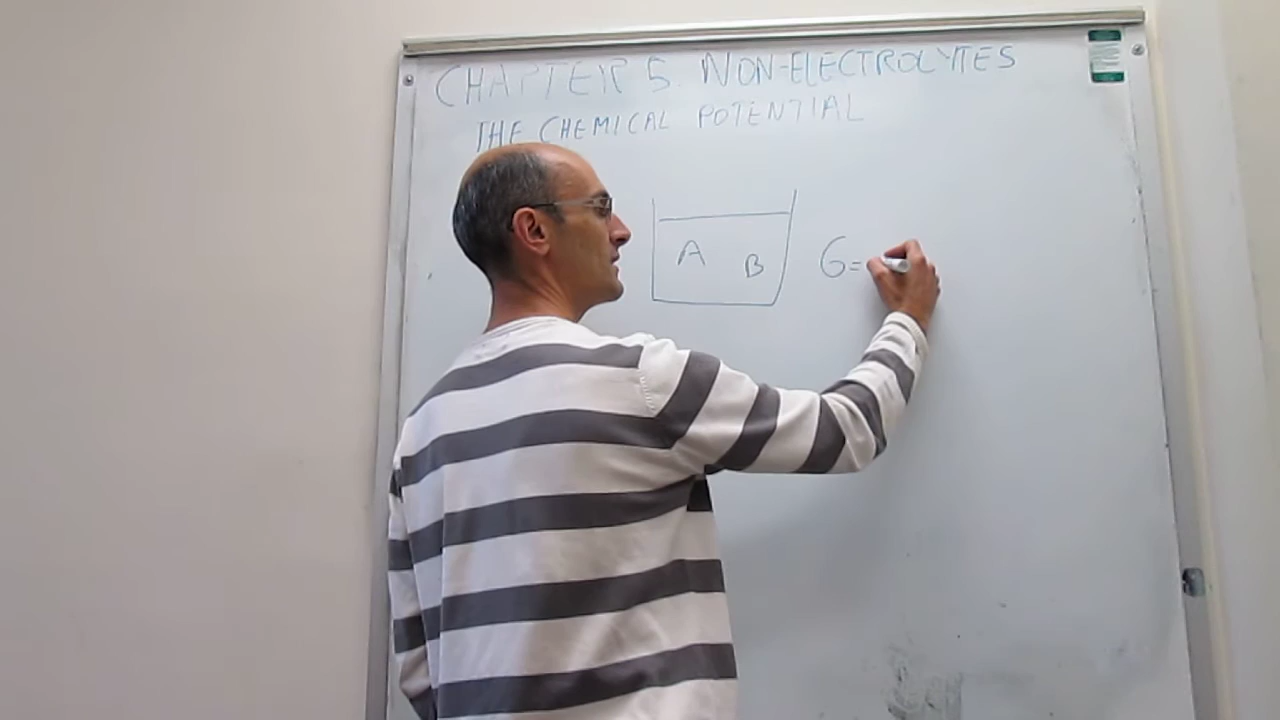 CHAPTER 5. NON-ELECTROLYTES
THE CHEMICAL POTENTIAL
A B G=